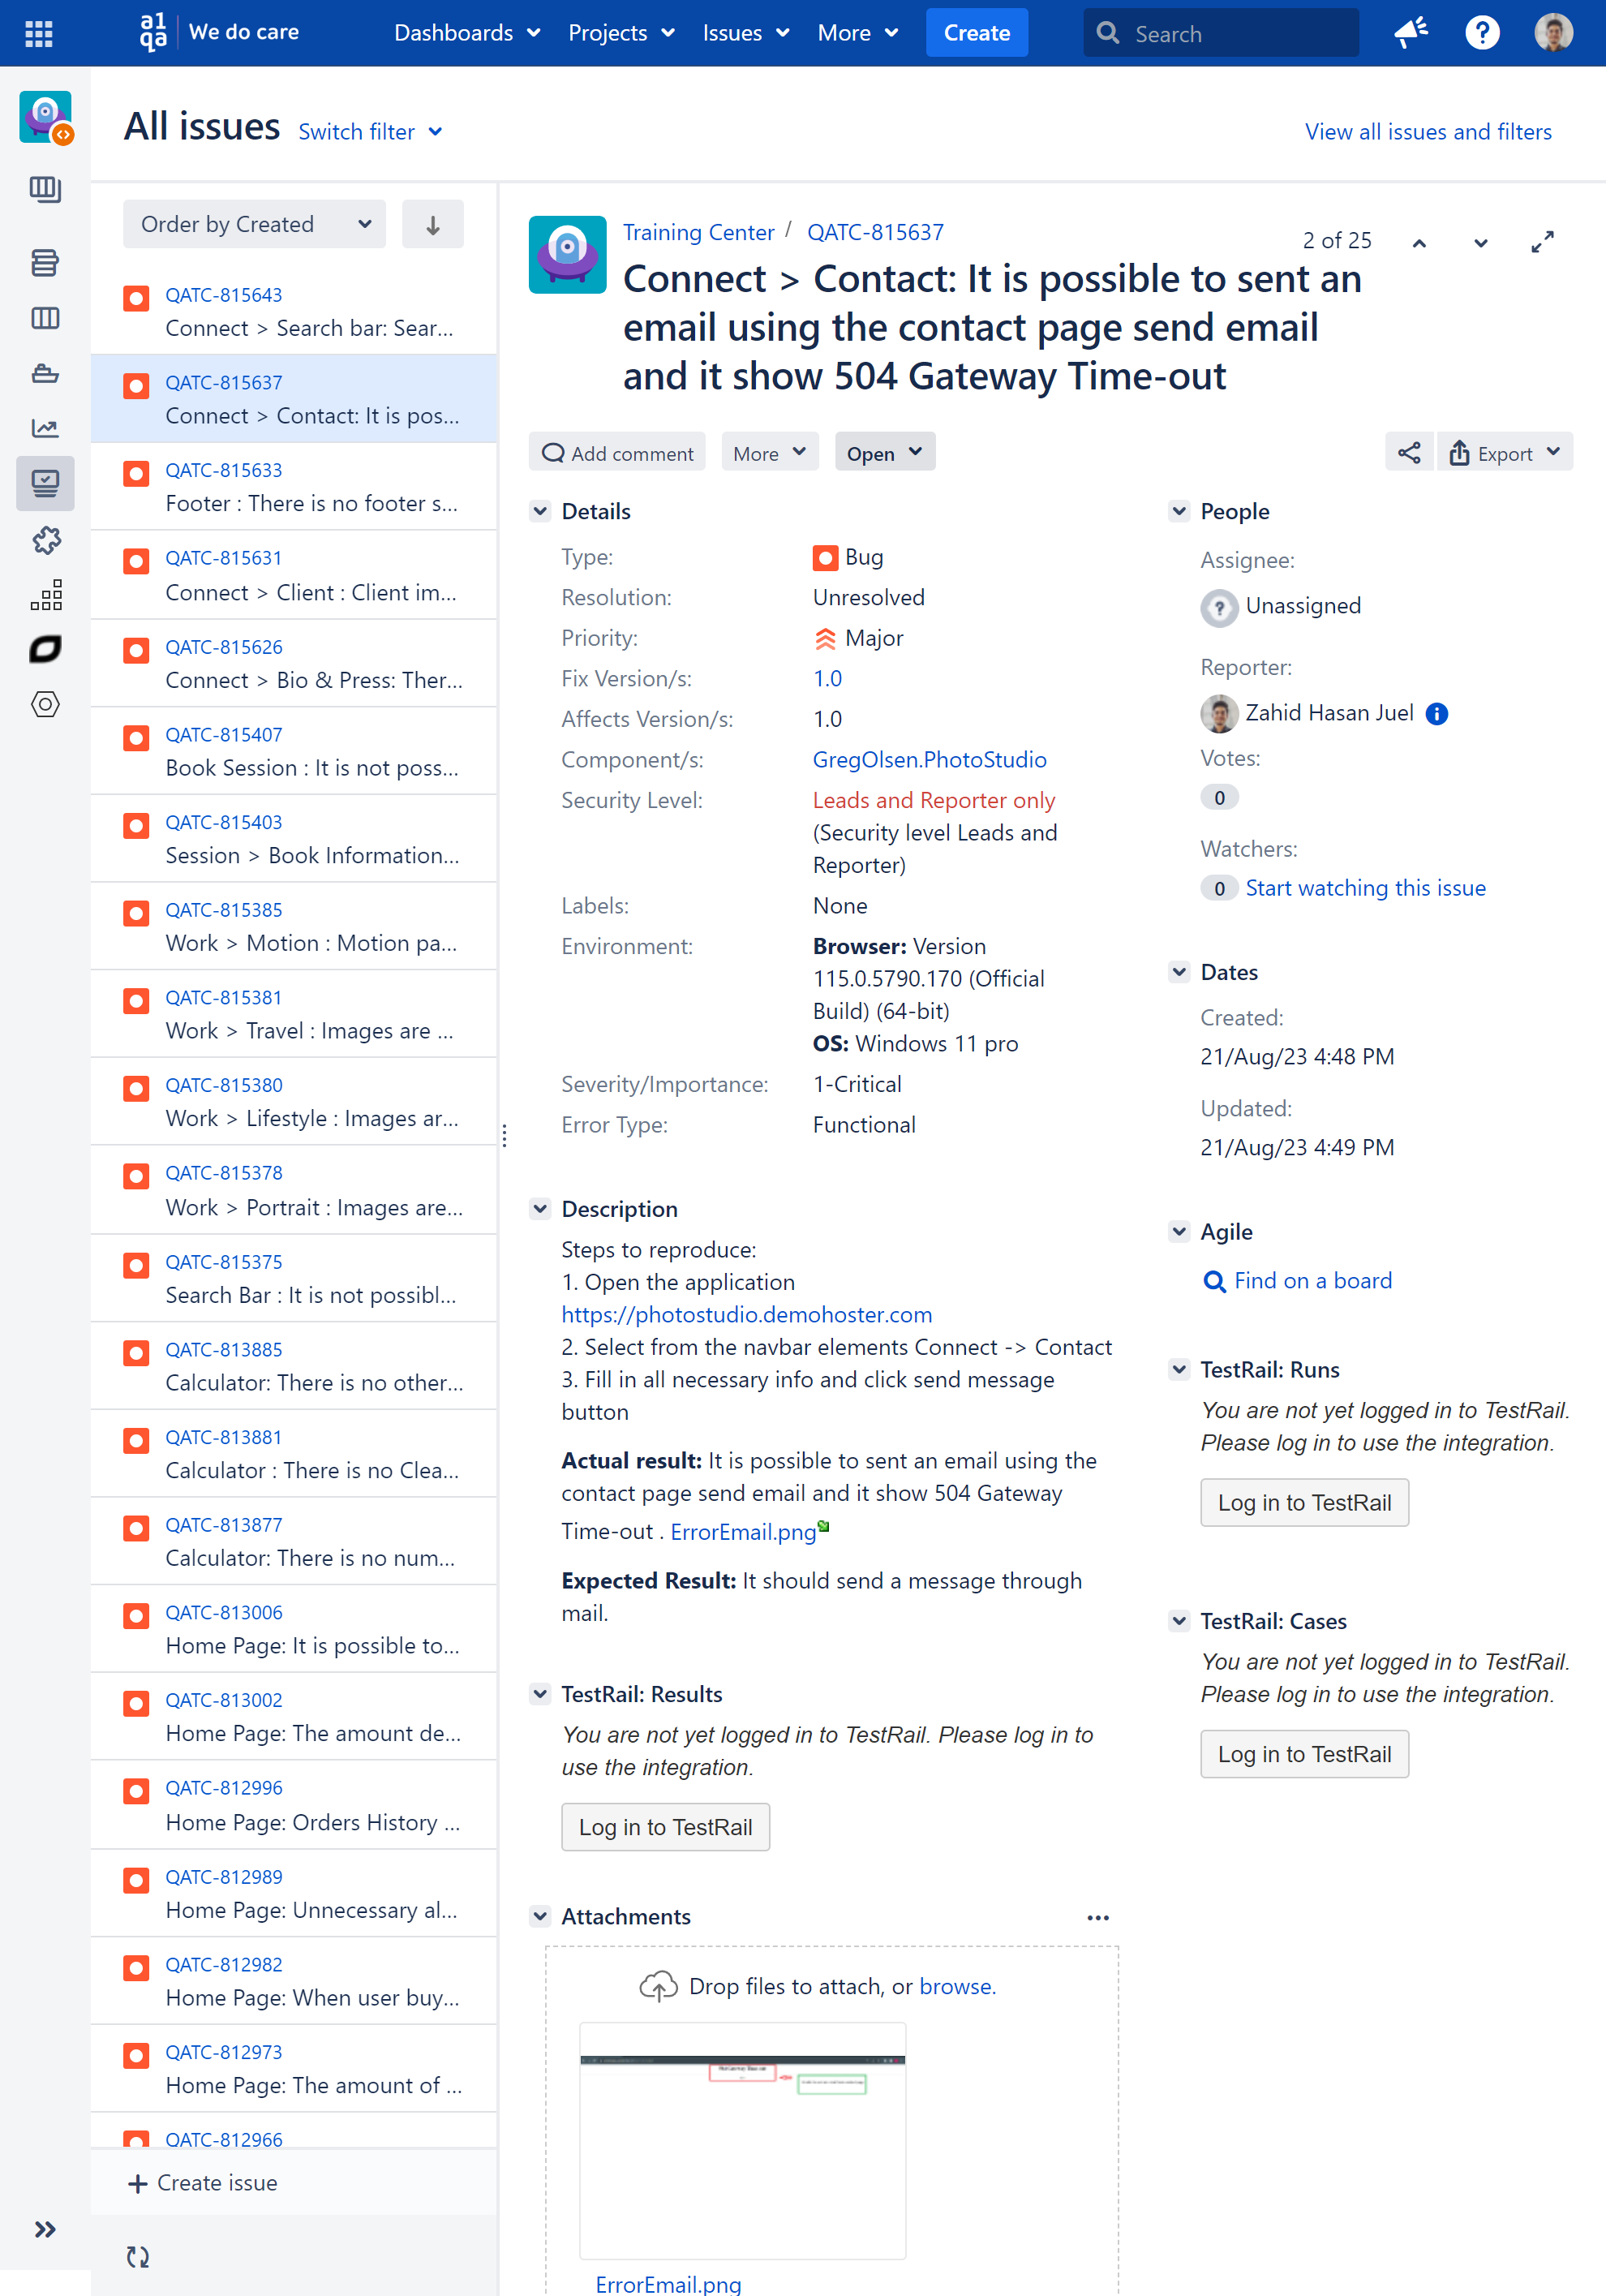 a1qa We do care
Dashboards Projects Issues More Create Search
All issues Switch filter
View all issues and filters
Order by Created
QATC-815643
Connect > Search bar: Sear...
QATC-815637
Connect > Contact: It is pos...
QATC-815633
Footer : There is no footer s...
QATC-815631
Connect > Client : Client im...
QATC-815626
Connect > Bio & Press: Ther...
QATC-815407
Book Session : It is not poss...
QATC-815403
Session > Book Information...
QATC-815385
Work > Motion : Motion pa...
QATC-815381
Work > Travel : Images are ...
QATC-815380
Work > Lifestyle : Images ar...
QATC-815378
Work > Portrait : Images are...
QATC-815375
Search Bar : It is not possibl...
QATC-813885
Calculator: There is no other...
QATC-813881
Calculator : There is no Clea...
QATC-813877
Calculator: There is no num...
QATC-813006
Home Page: It is possible to...
QATC-813002
Home Page: The amount de...
QATC-812996
Home Page: Orders History ...
QATC-812989
Home Page: Unnecessary al...
QATC-812982
Home Page: When user buy...
QATC-812973
Home Page: The amount of ...
QATC-812966
+ Create issue
Training Center / QATC-815637
2 of 25
Connect > Contact: It is possible to sent an
email using the contact page send email
and it show 504 Gateway Time-out
Add comment More Open Export
Details
Type: Bug
Resolution: Unresolved
Priority: Major
Fix Version/s: 1.0
Affects Version/s: 1.0
Component/s: GregOlsen.PhotoStudio
Security Level: Leads and Reporter only
(Security level Leads and
Reporter)
Labels: None
Environment: Browser: Version
115.0.5790.170 (Official
Build) (64-bit)
OS: Windows 11 pro
Severity/Importance: 1-Critical
Error Type: Functional
Description
Steps to reproduce:
1. Open the application
https://photostudio.demohoster.com
2. Select from the navbar elements Connect -> Contact
3. Fill in all necessary info and click send message
button
Actual result: It is possible to sent an email using the
contact page send email and it show 504 Gateway
Time-out . ErrorEmail.png
Expected Result: It should send a message through
mail.
TestRail: Results
You are not yet logged in to TestRail. Please log in to
use the integration.
Log in to TestRail
Attachments
Drop files to attach, or browse.
ErrorEmail.png
People
Assignee:
Unassigned
Reporter:
Zahid Hasan Juel
Votes:
0
Watchers:
0 Start watching this issue
Dates
Created:
21/Aug/23 4:48 PM
Updated:
21/Aug/23 4:49 PM
Agile
Find on a board
TestRail: Runs
You are not yet logged in to TestRail.
Please log in to use the integration.
Log in to TestRail
TestRail: Cases
You are not yet logged in to TestRail.
Please log in to use the integration.
Log in to TestRail